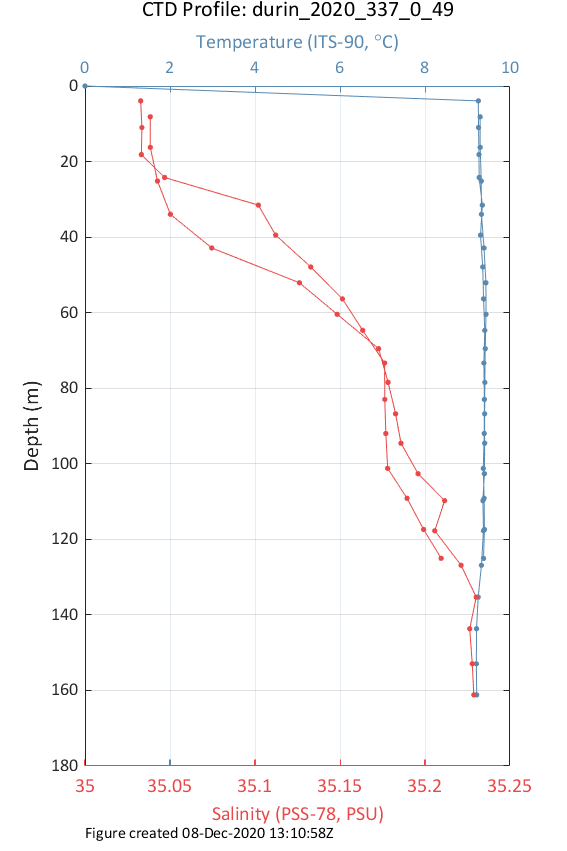 CTD Profile: durin_2020_337_0_49
Temperature (ITS-90, °C)
0 2 4 6 8 10
0
20
40
60
80
100
120
140
160
180
Depth (m)
35 35.05 35.1 35.15 35.2 35.25
Salinity (PSS-78, PSU)
Figure created 08-Dec-2020 13:10:58Z